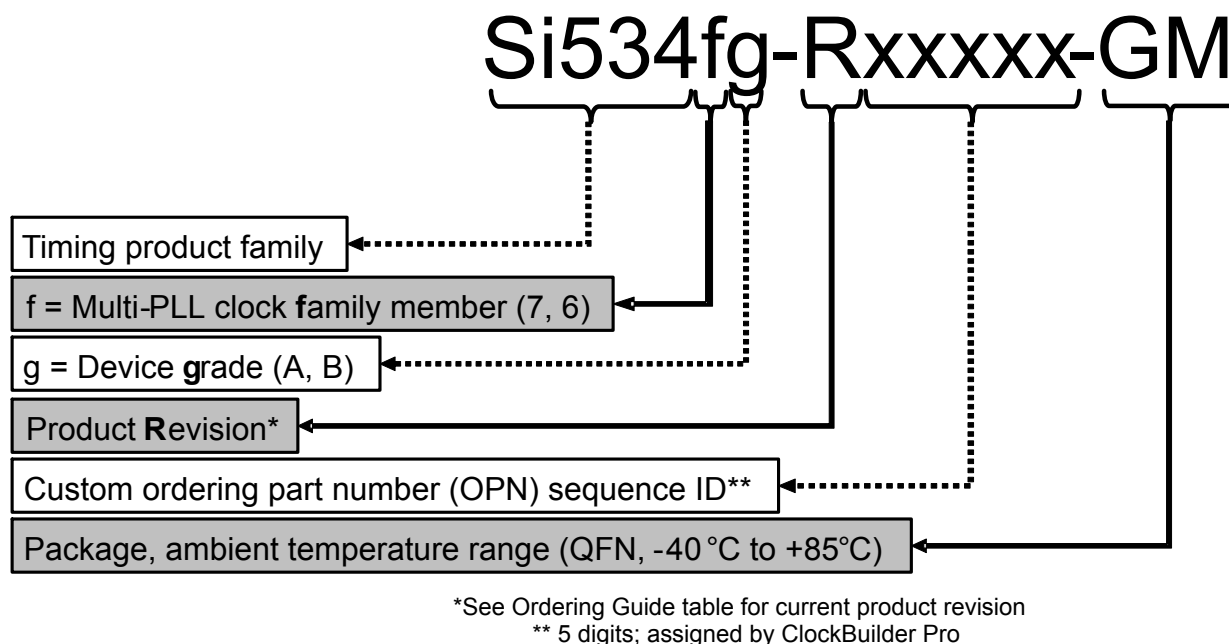 Si534fg-Rxxxxx-GM
Timing product family
f = Multi-PLL clock family member (7, 6)
g = Device grade (A, B)
Product Revision*
Custom ordering part number (OPN) sequence ID**
Package, ambient temperature range (QFN, -40 °C to +85°C)
*See Ordering Guide table for current product revision
** 5 digits; assigned by ClockBuilder Pro